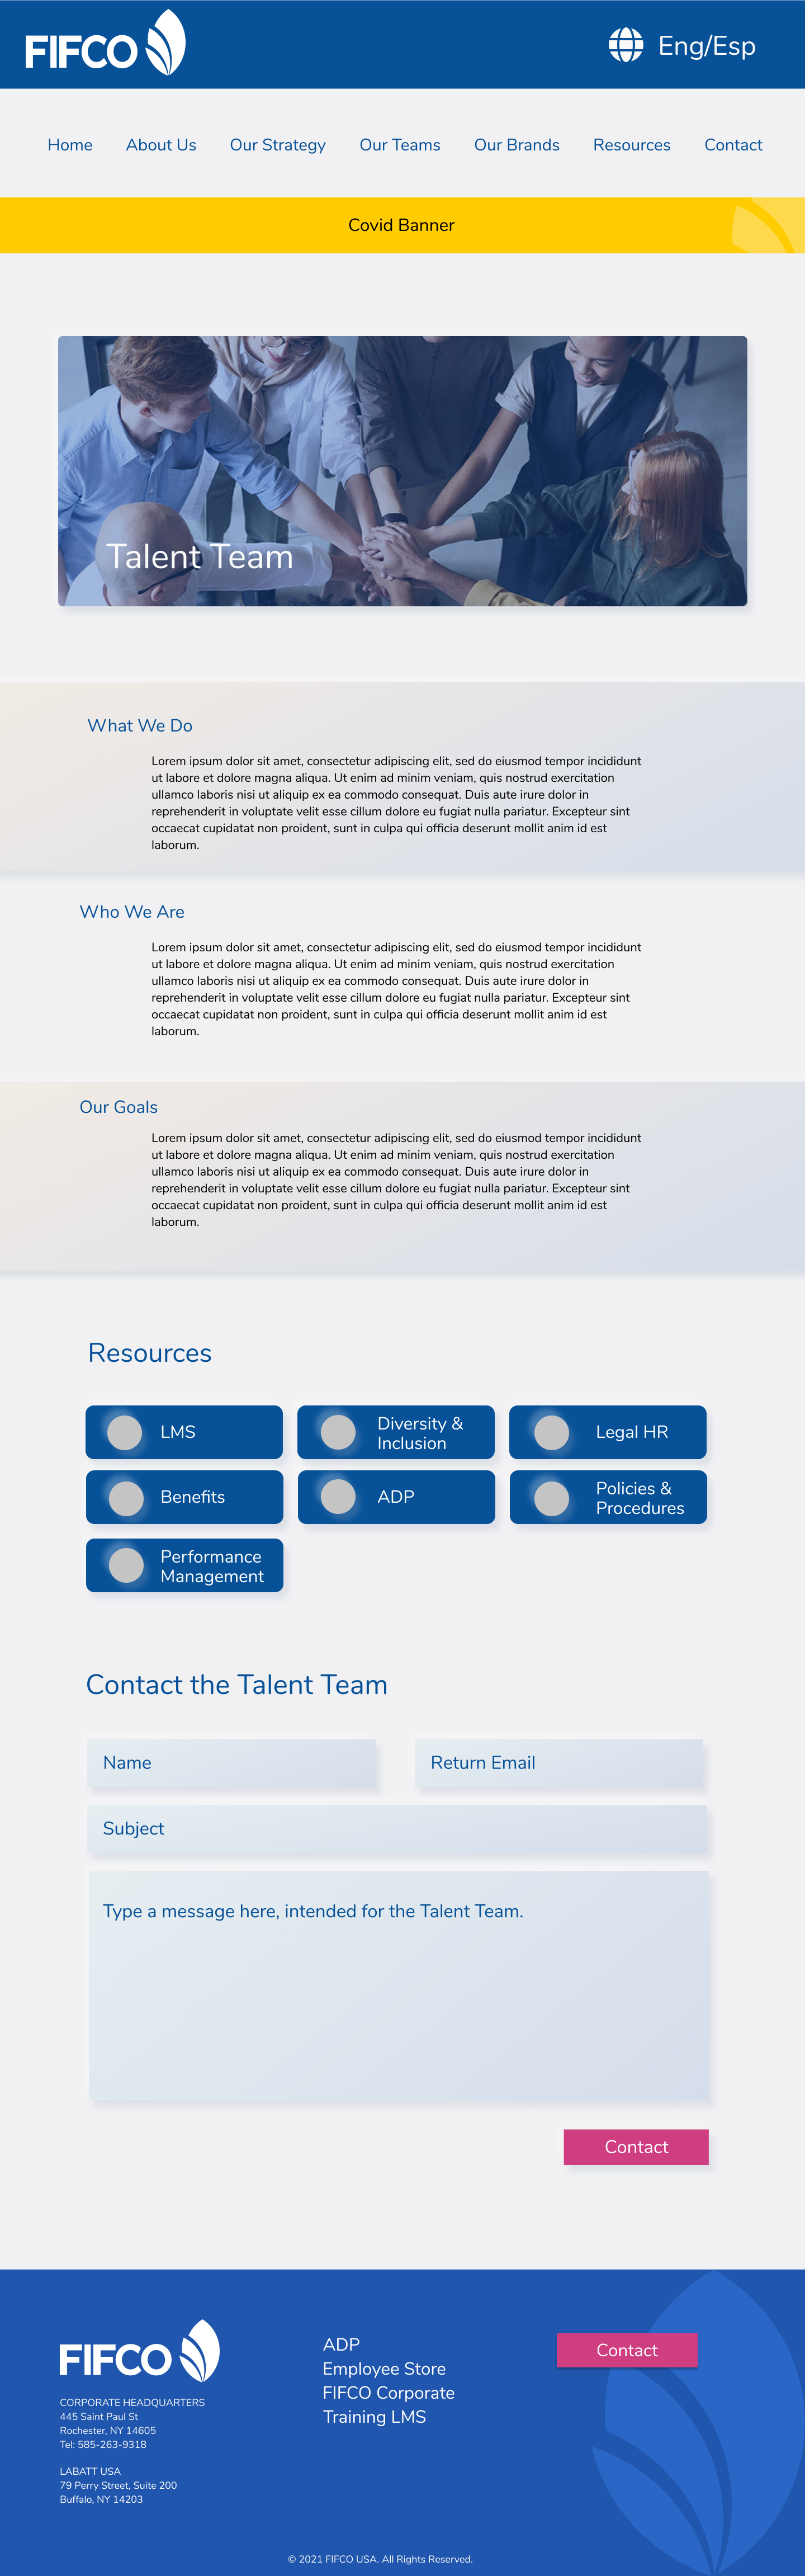 FIFCO
Eng/Esp
Home About Us Our Strategy Our Teams Our Brands Resources Contact
Covid Banner
Talent Team
What We Do
Lorem ipsum dolor sit amet, consectetur adipiscing elit, sed do eiusmod tempor incididunt
ut labore et dolore magna aliqua. Ut enim ad minim veniam, quis nostrud exercitation
ullamco laboris nisi ut aliquip ex ea commodo consequat. Duis aute irure dolor in
reprehenderit in voluptate velit esse cillum dolore eu fugiat nulla pariatur. Excepteur sint
occaecat cupidatat non proident, sunt in culpa qui officia deserunt mollit anim id est
laborum.
Who We Are
Lorem ipsum dolor sit amet, consectetur adipiscing elit, sed do eiusmod tempor incididunt
ut labore et dolore magna aliqua. Ut enim ad minim veniam, quis nostrud exercitation
ullamco laboris nisi ut aliquip ex ea commodo consequat. Duis aute irure dolor in
reprehenderit in voluptate velit esse cillum dolore eu fugiat nulla pariatur. Excepteur sint
occaecat cupidatat non proident, sunt in culpa qui officia deserunt mollit anim id est
laborum.
Our Goals
Lorem ipsum dolor sit amet, consectetur adipiscing elit, sed do eiusmod tempor incididunt
ut labore et dolore magna aliqua. Ut enim ad minim veniam, quis nostrud exercitation
ullamco laboris nisi ut aliquip ex ea commodo consequat. Duis aute irure dolor in
reprehenderit in voluptate velit esse cillum dolore eu fugiat nulla pariatur. Excepteur sint
occaecat cupidatat non proident, sunt in culpa qui officia deserunt mollit anim id est
laborum.
Resources
LMS
Diversity &
Inclusion
Legal HR
Benefits
ADP
Policies &
Procedures
Performance
Management
Contact the Talent Team
Name
Return Email
Subject
Type a message here, intended for the Talent Team.
Contact
FIFCO
CORPORATE HEADQUARTERS
445 Saint Paul St
Rochester, NY 14605
Tel: 585-263-9318
LABATT USA
79 Perry Street, Suite 200
Buffalo, NY 14203
ADP
Employee Store
FIFCO Corporate
Training LMS
Contact
© 2021 FIFCO USA. All Rights Reserved.